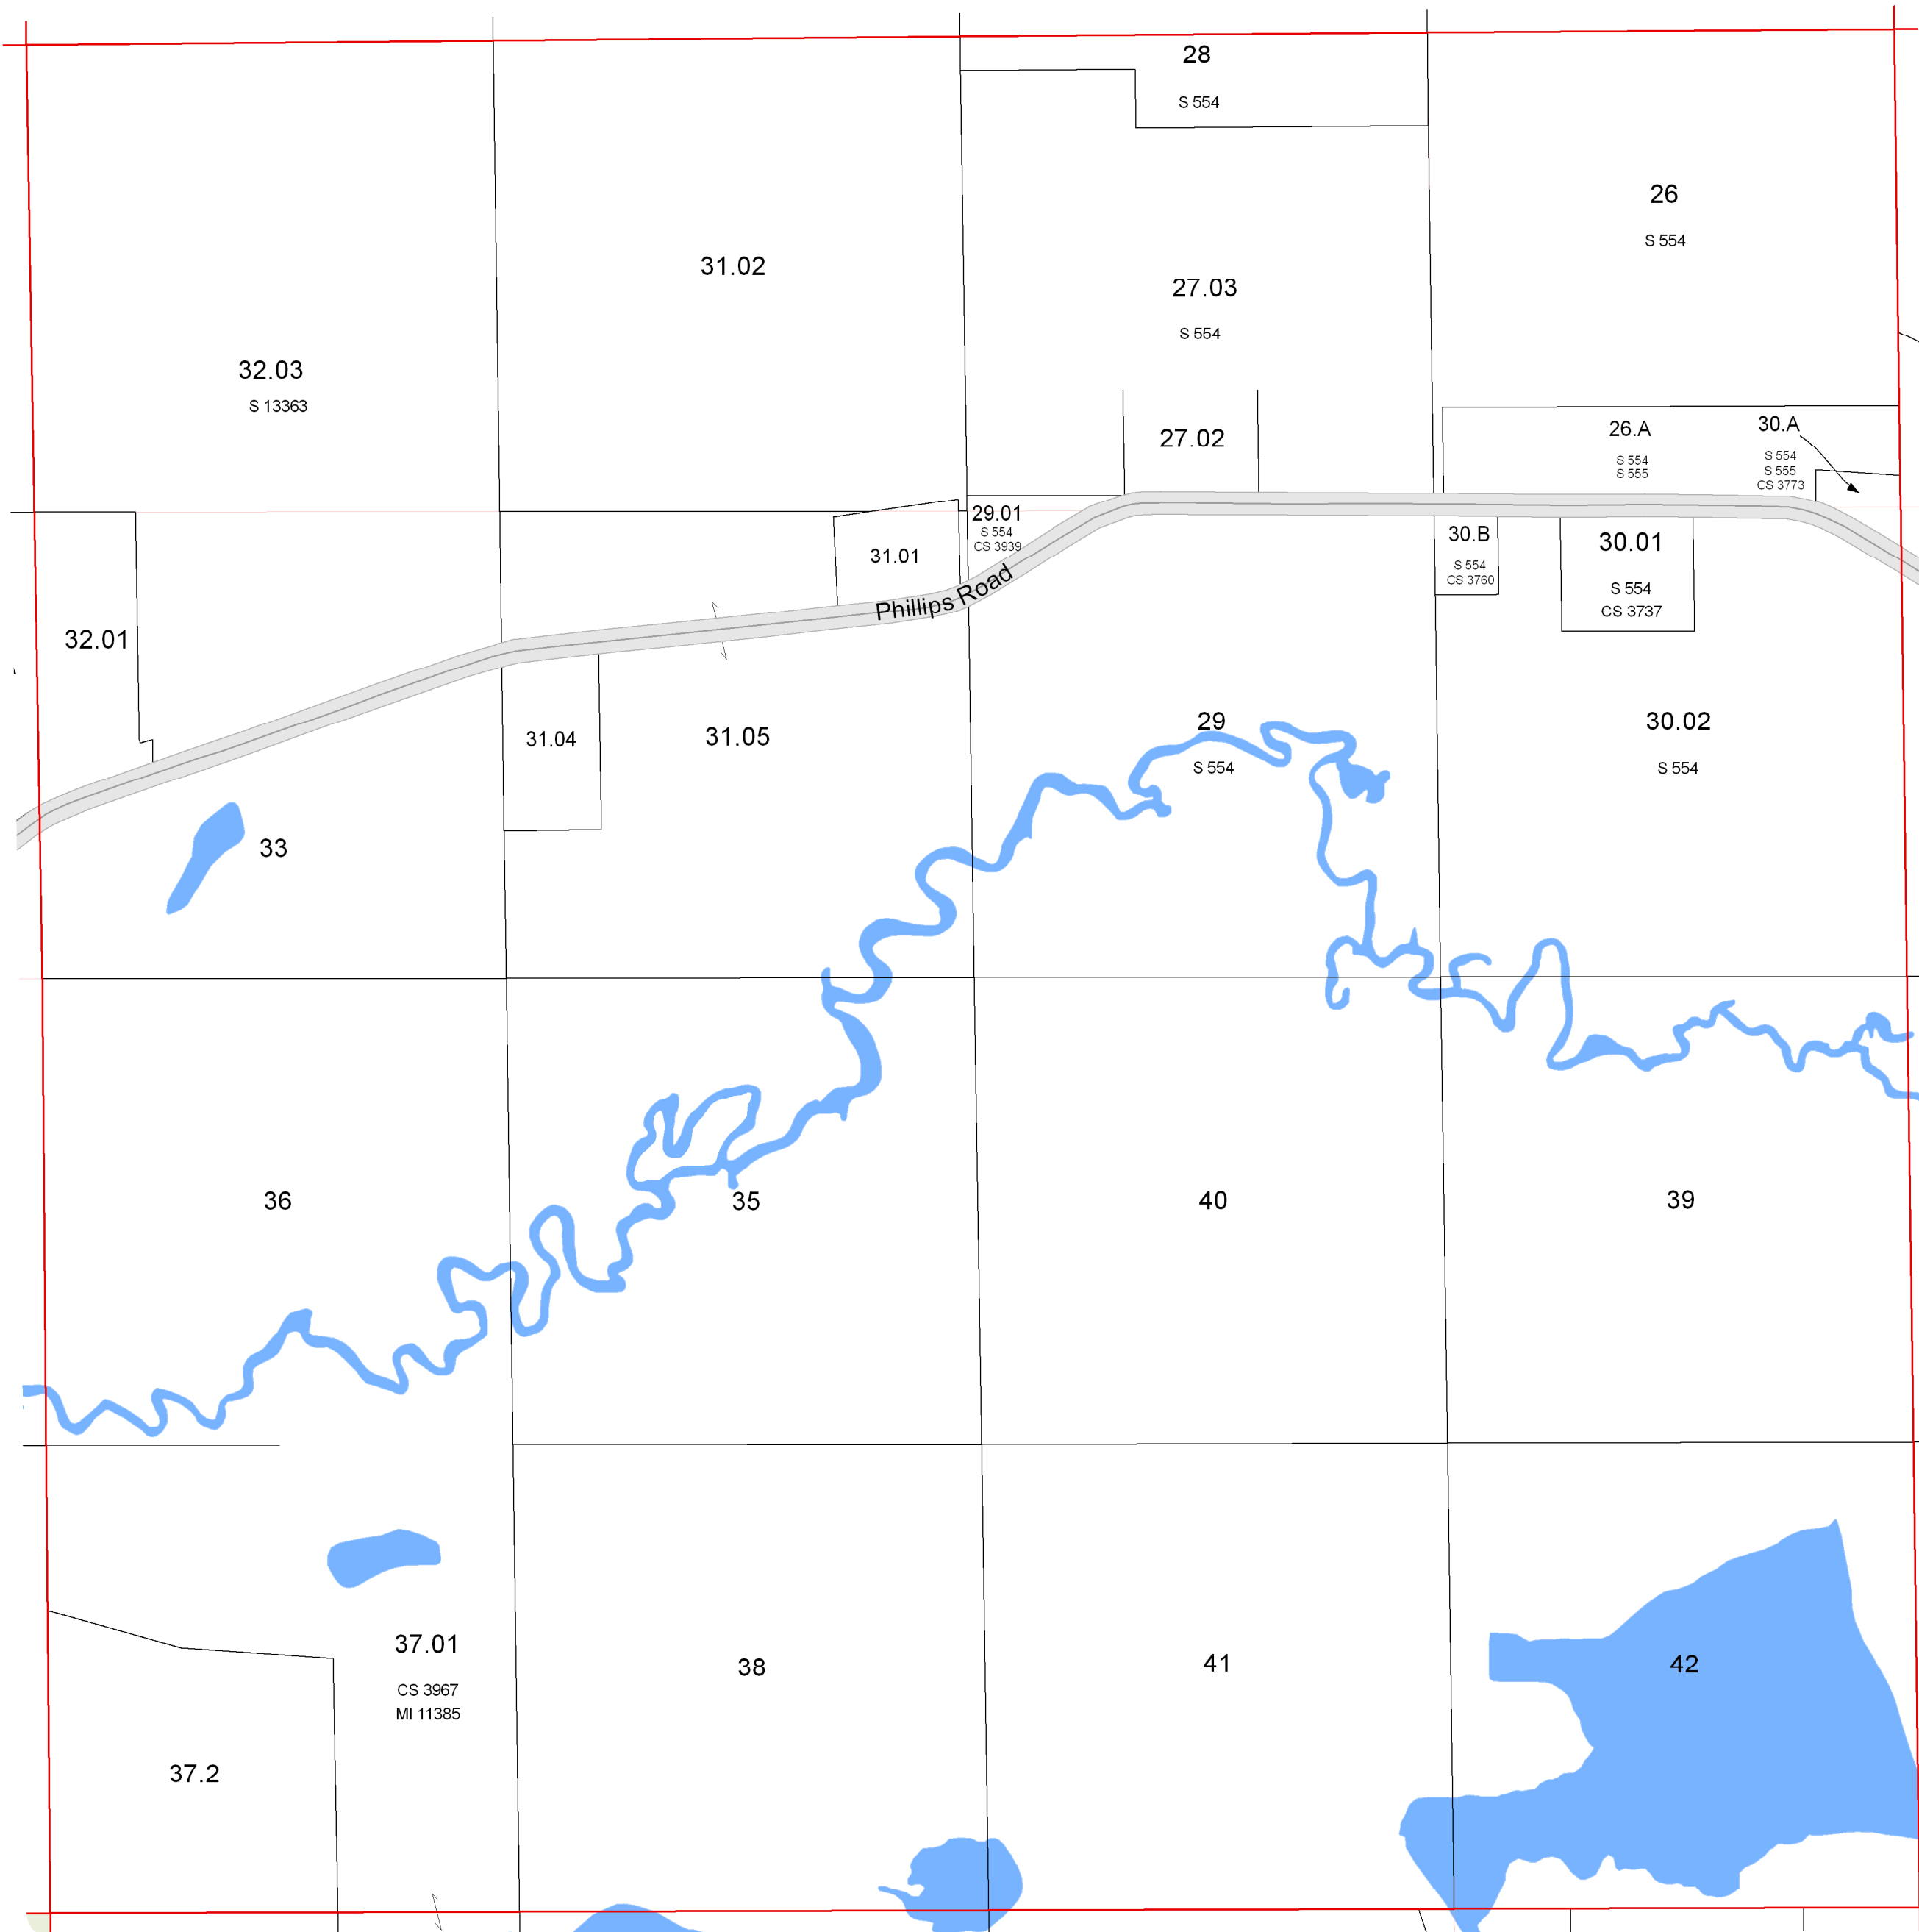 28
S 554
26
S 554
31.02
27.03
S 554
32.03
S 13363
27.02
26.A
S 554
S 555
30.A
S 554
S 555
CS 3773
29.01
S 554
CS 3939
31.01
30.B
S 554
CS 3760
30.01
S 554
CS 3737
Phillips Road
32.01
31.04
31.05
29
S 554
30.02
S 554
33
36
35
40
39
37.01
CS 3967
MI 11385
38
41
42
37.2